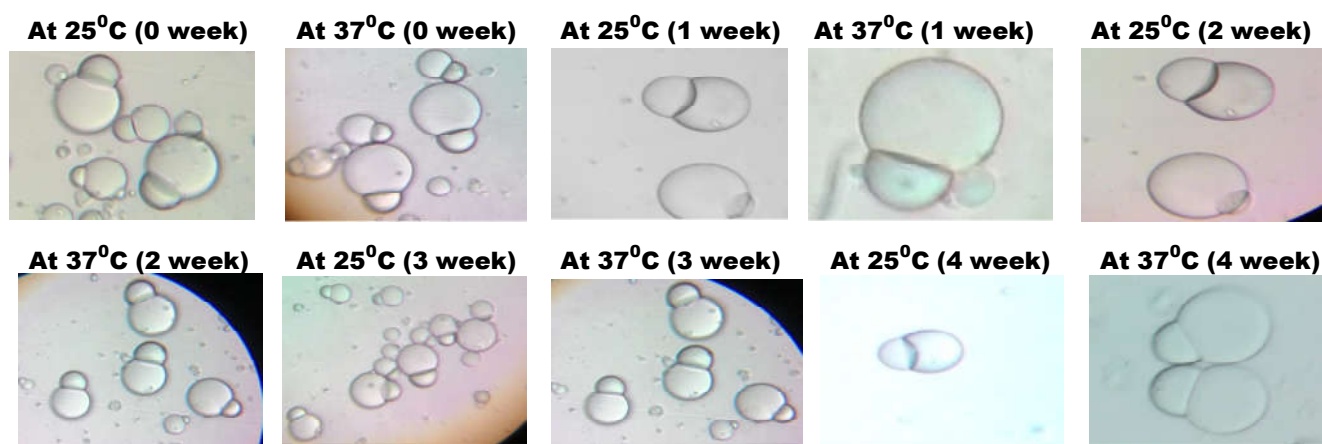 At 25⁰C (0 week) At 37⁰C (0 week) At 25⁰C (1 week) At 37⁰C (1 week) At 25⁰C (2 week)
At 37⁰C (2 week) At 25⁰C (3 week) At 37⁰C (3 week) At 25⁰C (4 week) At 37⁰C (4 week)